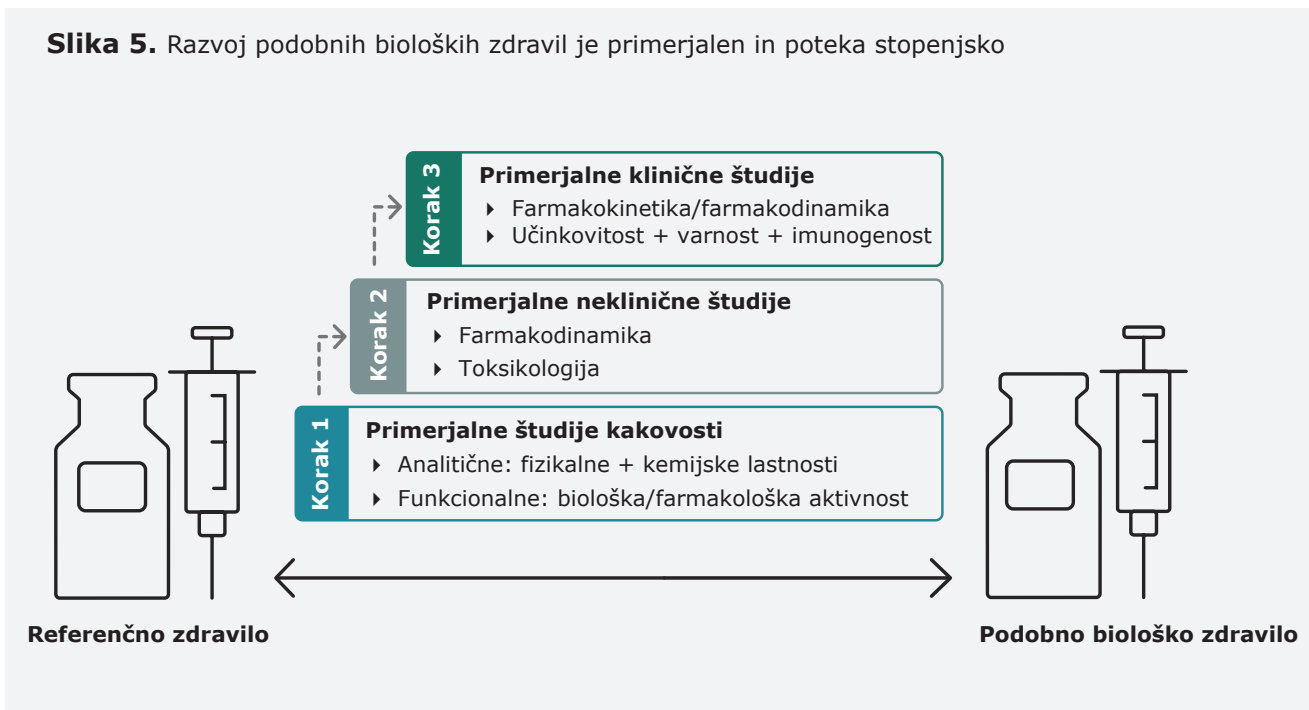 Slika 5. Razvoj podobnih bioloških zdravil je primerjalen in poteka stopenjsko
Korak 3
Primerjalne klinične študije
Farmakokinetika/farmakodinamika
Učinkovitost + varnost + imunogenost
Korak 2
Primerjalne neklinične študije
Farmakodinamika
Toksikologija
Korak 1
Primerjalne študije kakovosti
Analitične: fizikalne + kemijske lastnosti
Funkcionalne: biološka/farmakološka aktivnost
Referenčno zdravilo
Podobno biološko zdravilo